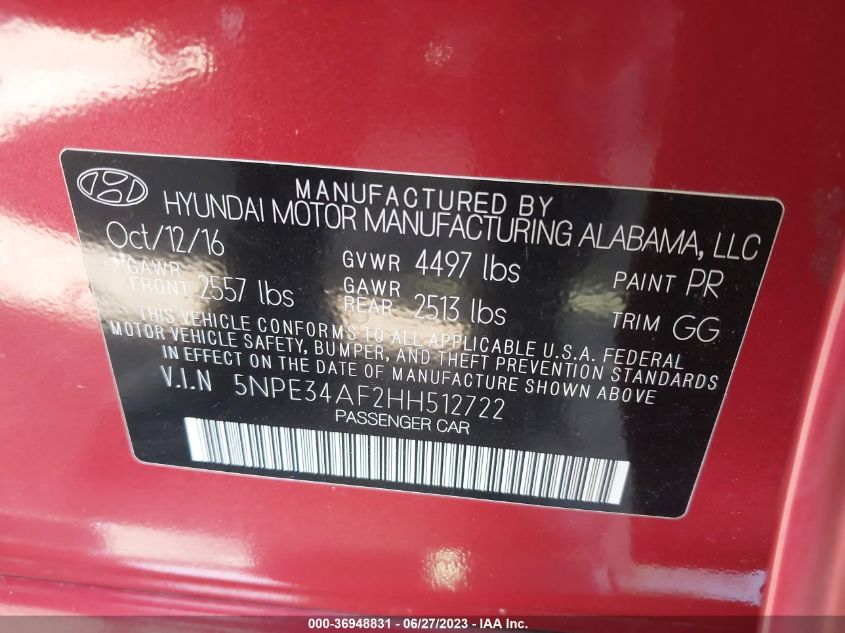 MANUFACTURED BY
HYUNDAI MOTOR MANUFACTURING ALABAMA, LLC
Oct/12/16 GVWR 4497 lbs PAINT PR
GAWR FRONT 2557 lbs GAWR REAR 2513 lbs TRIM GG
THIS VEHICLE CONFORMS TO ALL APPLICABLE U.S.A. FEDERAL
MOTOR VEHICLE SAFETY, BUMPER, AND THEFT PREVENTION STANDARDS
IN EFFECT ON THE DATE OF MANUFACTURE SHOWN ABOVE
V.I.N 5NPE34AF2HH512722
PASSENGER CAR
000-36948831 - 06/27/2023 - IAA Inc.